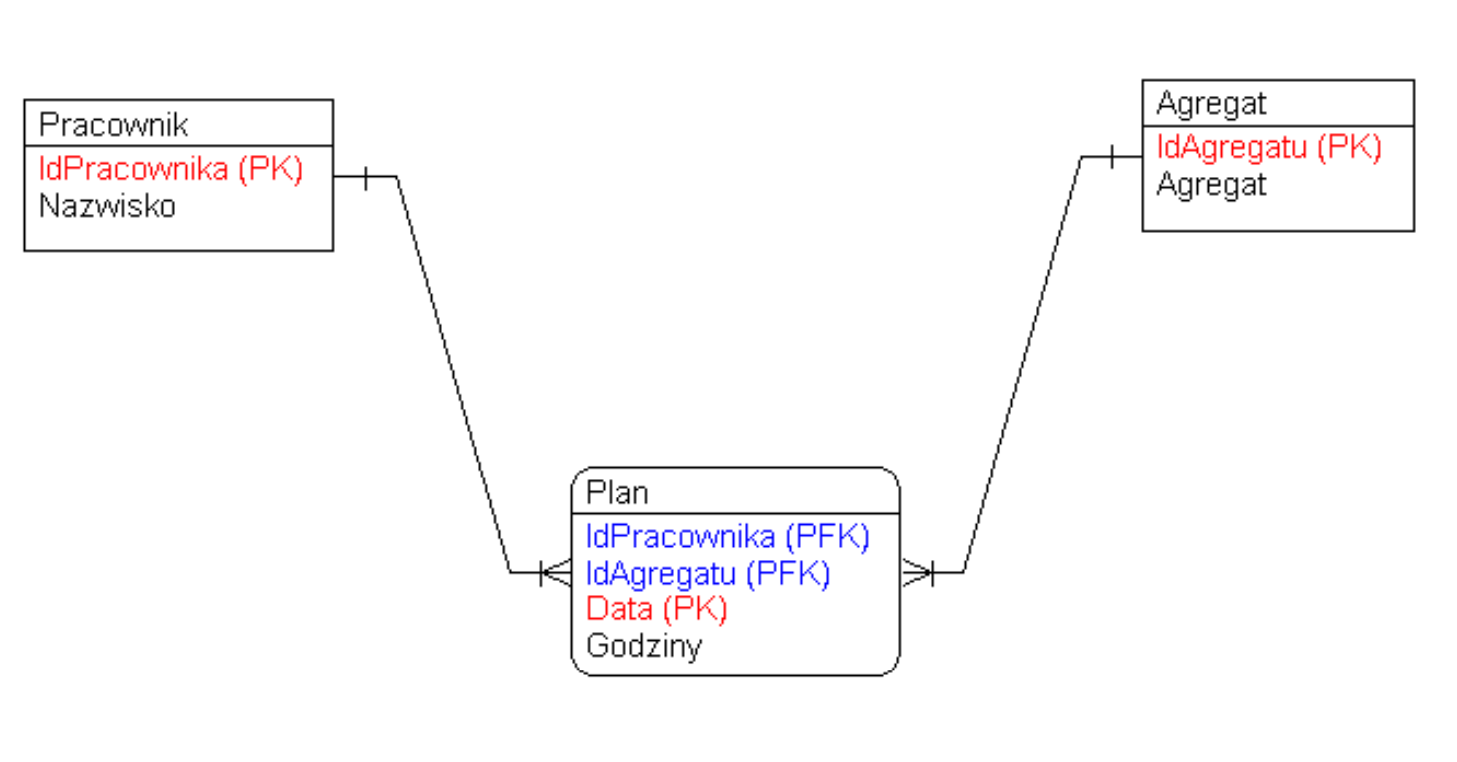 Pracownik
IdPracownika (PK)
Nazwisko
Agregat
IdAgregatu (PK)
Agregat
Plan
IdPracownika (PFK)
IdAgregatu (PFK)
Data (PK)
Godziny